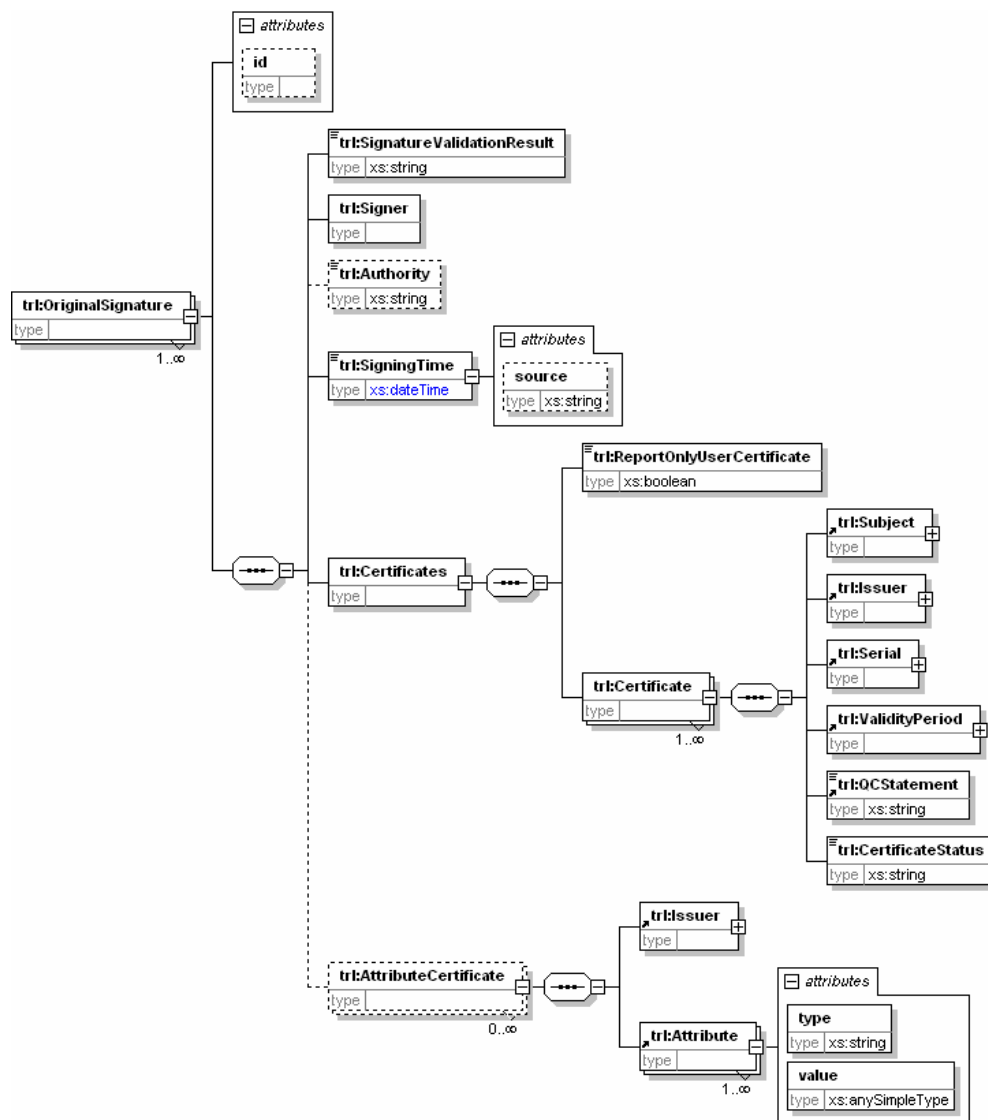 attributes
id
type
trl:SignatureValidationResult
type xs:string
trl:Signer
type
trl:Authority
type xs:string
trl:OriginalSignature
type
1..∞
trl:SigningTime
type xs:dateTime
attributes
source
type xs:string
trl:ReportOnlyUserCertificate
type xs:boolean
trl:Certificates
type
trl:Certificate
type
1..∞
trl:Subject
type
trl:Issuer
type
trl:Serial
type
trl:ValidityPeriod
type
trl:QCStatement
type xs:string
trl:CertificateStatus
type xs:string
trl:AttributeCertificate
type
0..∞
trl:Issuer
type
trl:Attribute
type
1..∞
attributes
type
type xs:string
value
type xs:anySimpleType